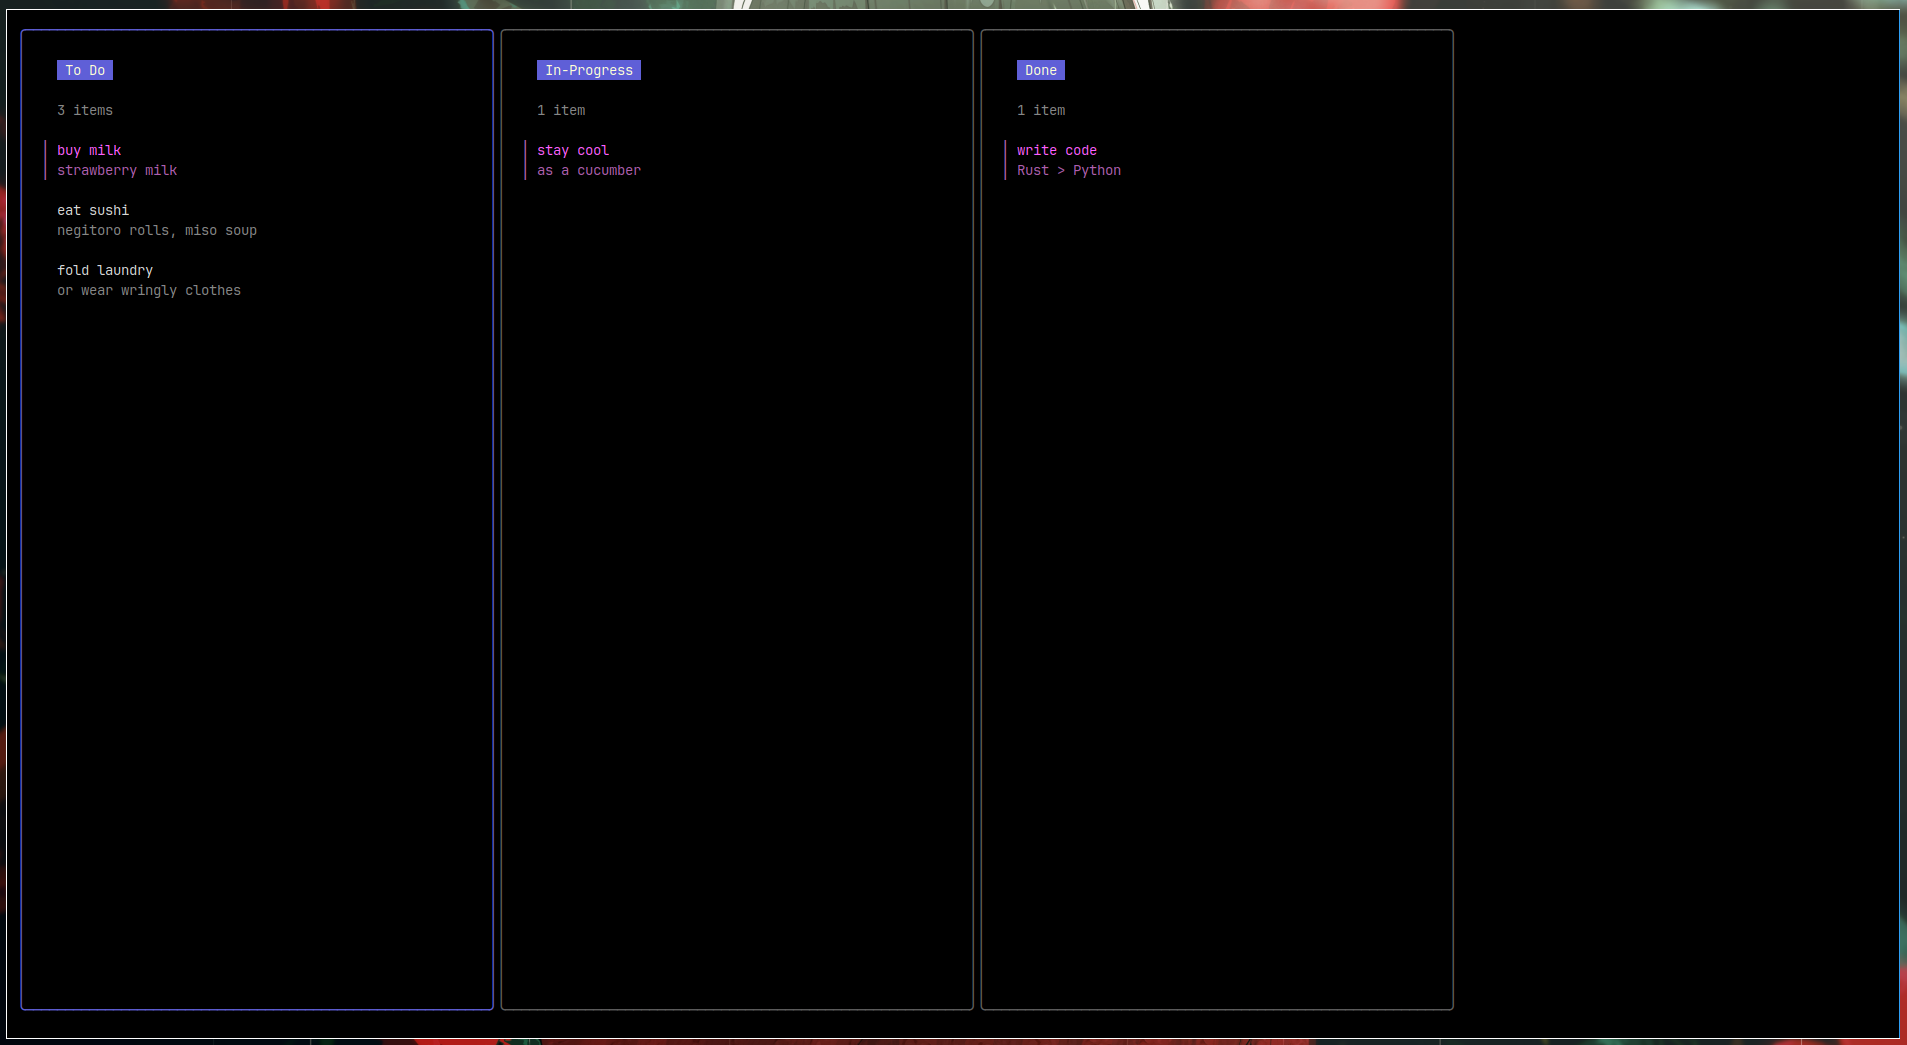 To Do
3 items
buy milk
strawberry milk
eat sushi
negitoro rolls, miso soup
fold laundry
or wear wringly clothes
In-Progress
1 item
stay cool
as a cucumber
Done
1 item
write code
Rust > Python